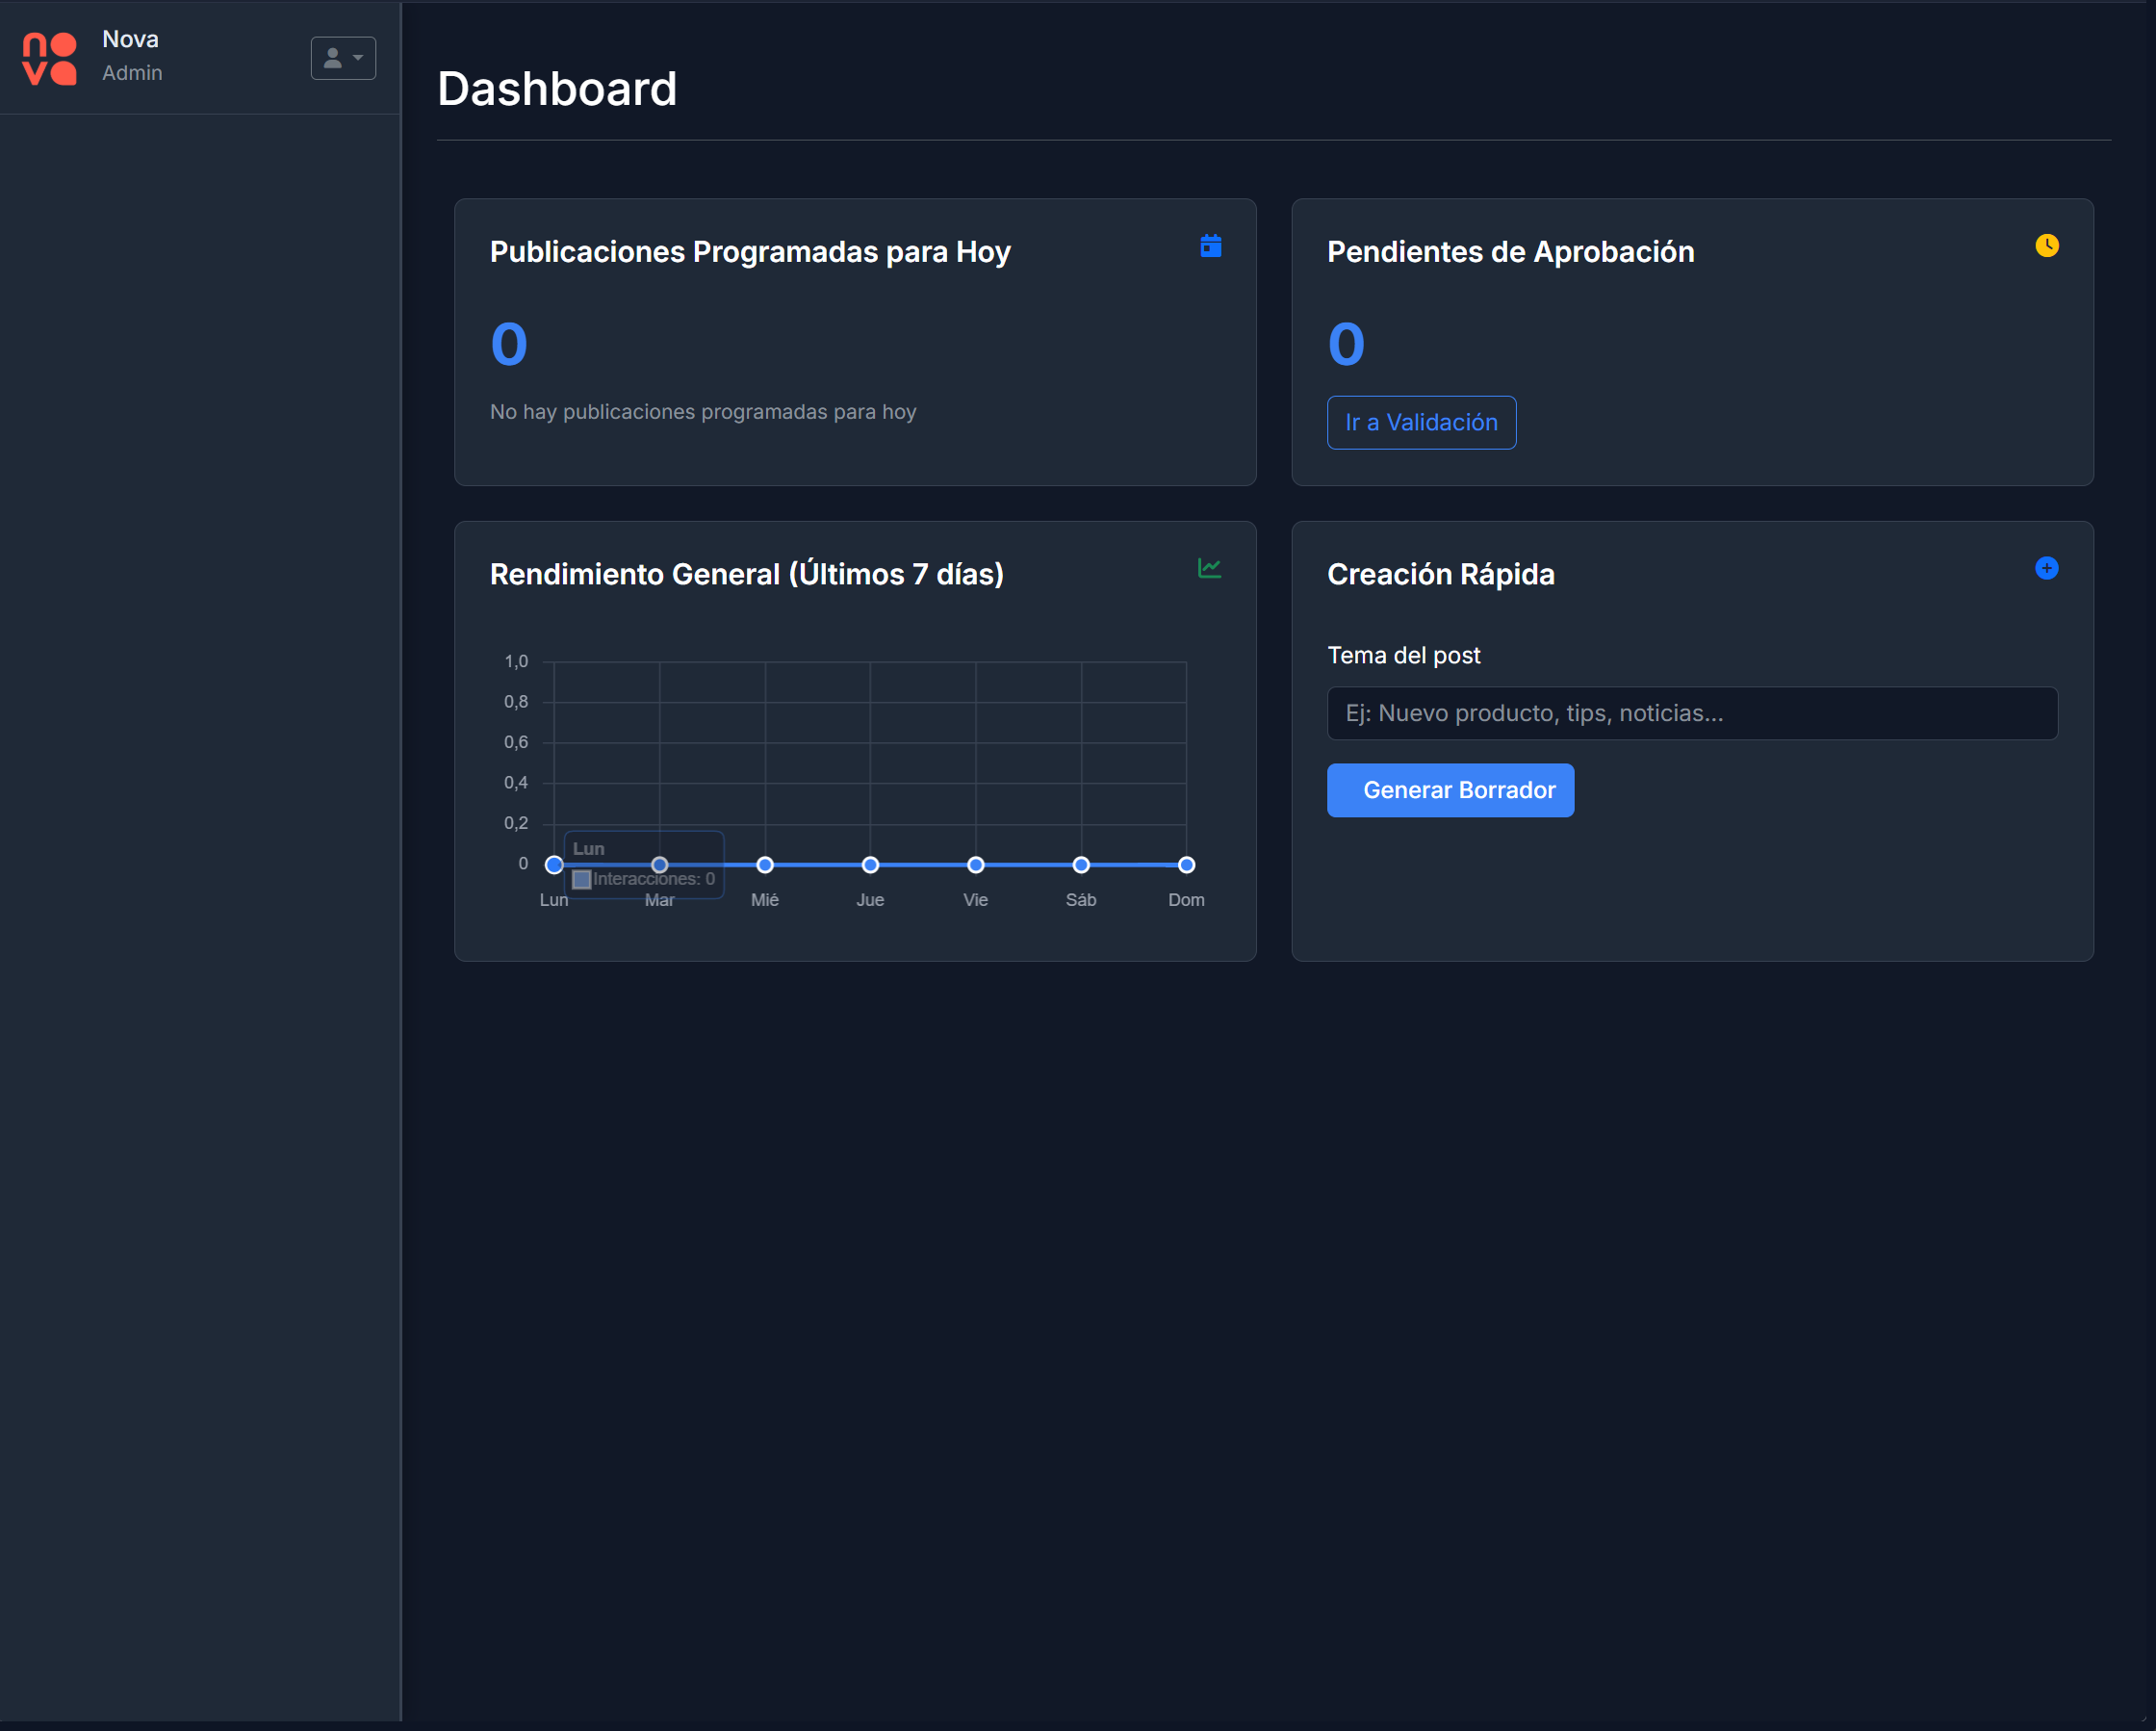 nova
Nova
Admin
Dashboard
Publicaciones Programadas para Hoy
0
No hay publicaciones programadas para hoy
Pendientes de Aprobación
0
Ir a Validación
Rendimiento General (Últimos 7 días)
1,0
0,8
0,6
0,4
0,2
0
Lun
Interacciones: 0
Lun Mar Mié Jue Vie Sáb Dom
Creación Rápida
Tema del post
Ej: Nuevo producto, tips, noticias...
Generar Borrador